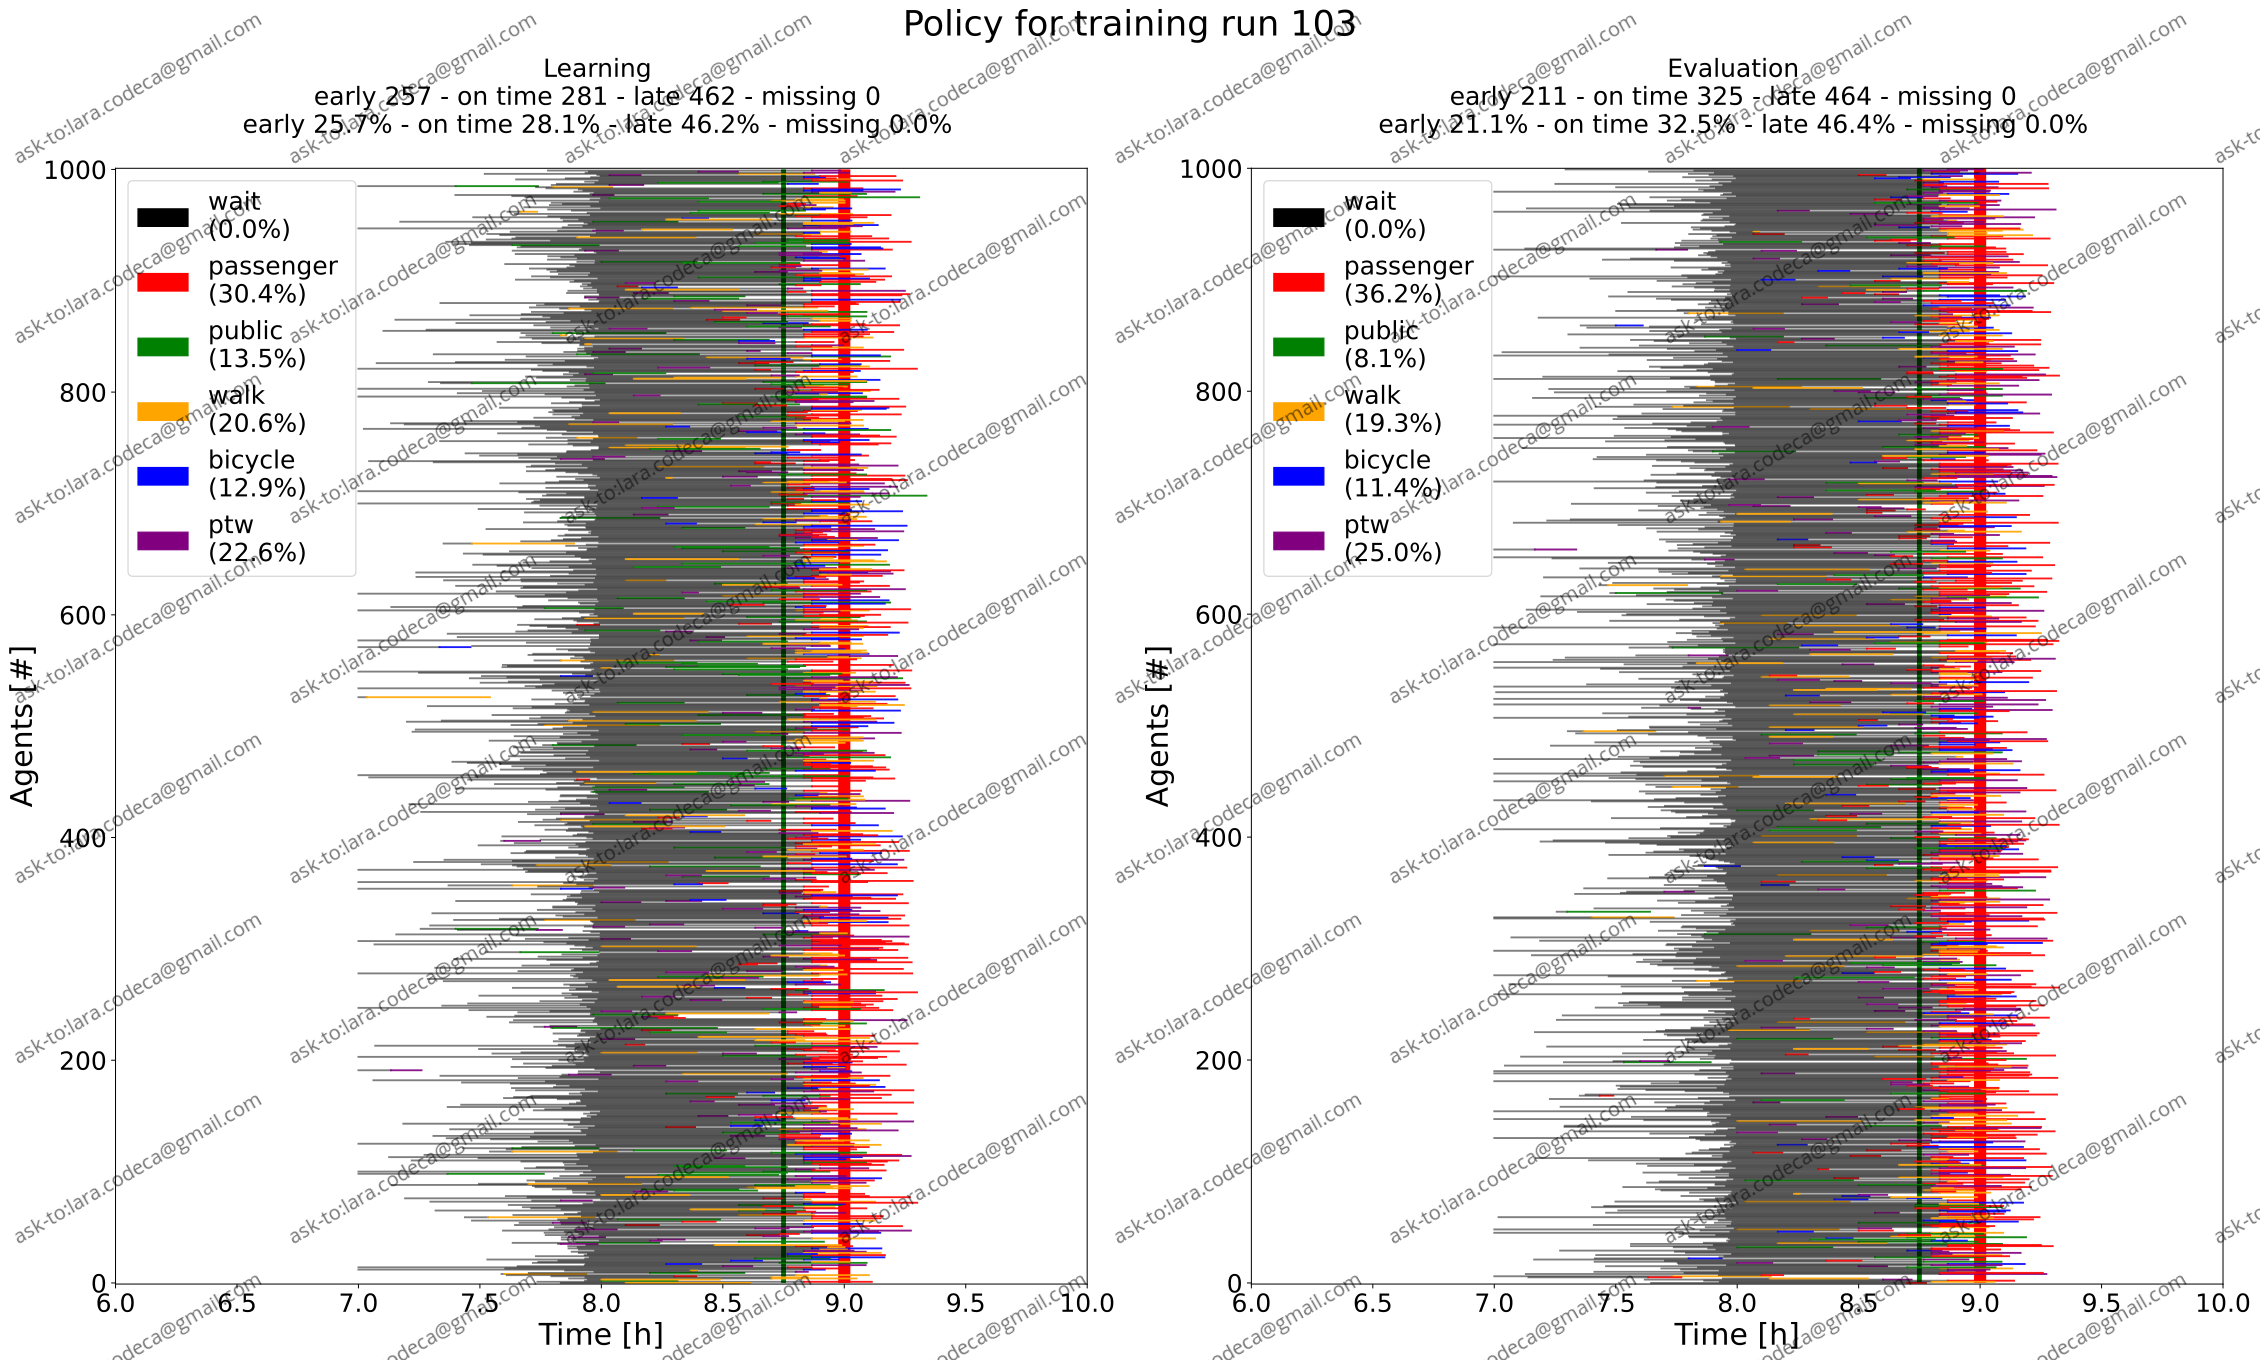 Policy for training run 103
Learning
early 257 - on time 281 - late 462 - missing 0
early 25.7% - on time 28.1% - late 46.2% - missing 0.0%
1000
800
600
400
200
0
Agents [#]
wait
(0.0%)
passenger
(30.4%)
public
(13.5%)
walk
(20.6%)
bicycle
(12.9%)
ptw
(22.6%)
6.0 6.5 7.0 7.5 8.0 8.5 9.0 9.5 10.0
Time [h]
Evaluation
early 211 - on time 325 - late 464 - missing 0
early 21.1% - on time 32.5% - late 46.4% - missing 0.0%
1000
800
600
400
200
0
Agents [#]
wait
(0.0%)
passenger
(36.2%)
public
(8.1%)
walk
(19.3%)
bicycle
(11.4%)
ptw
(25.0%)
6.0 6.5 7.0 7.5 8.0 8.5 9.0 9.5 10.0
Time [h]
ask-to:lara.codeca@gmail.com